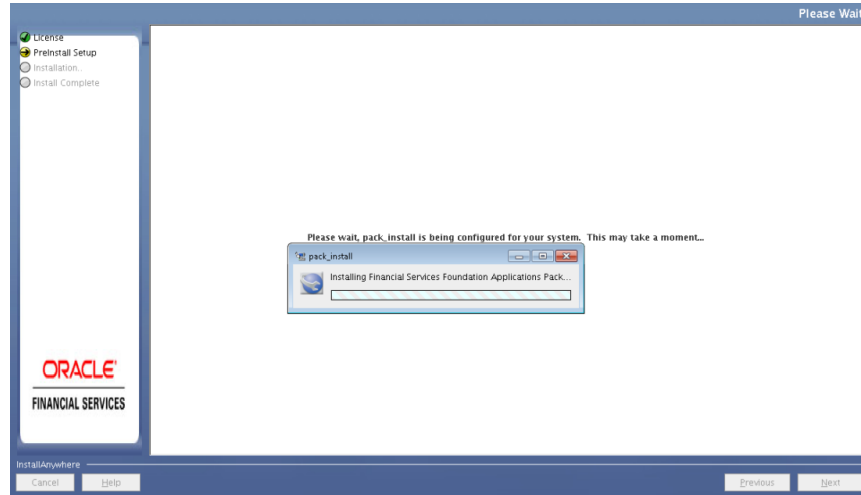 Please Wait
License
PreInstall Setup
Installation..
Install Complete
Please wait, pack_install is being configured for your system. This may take a moment...
pack_install
Installing Financial Services Foundation Applications Pack...
ORACLE
FINANCIAL SERVICES
InstallAnywhere
Cancel Help Previous Next